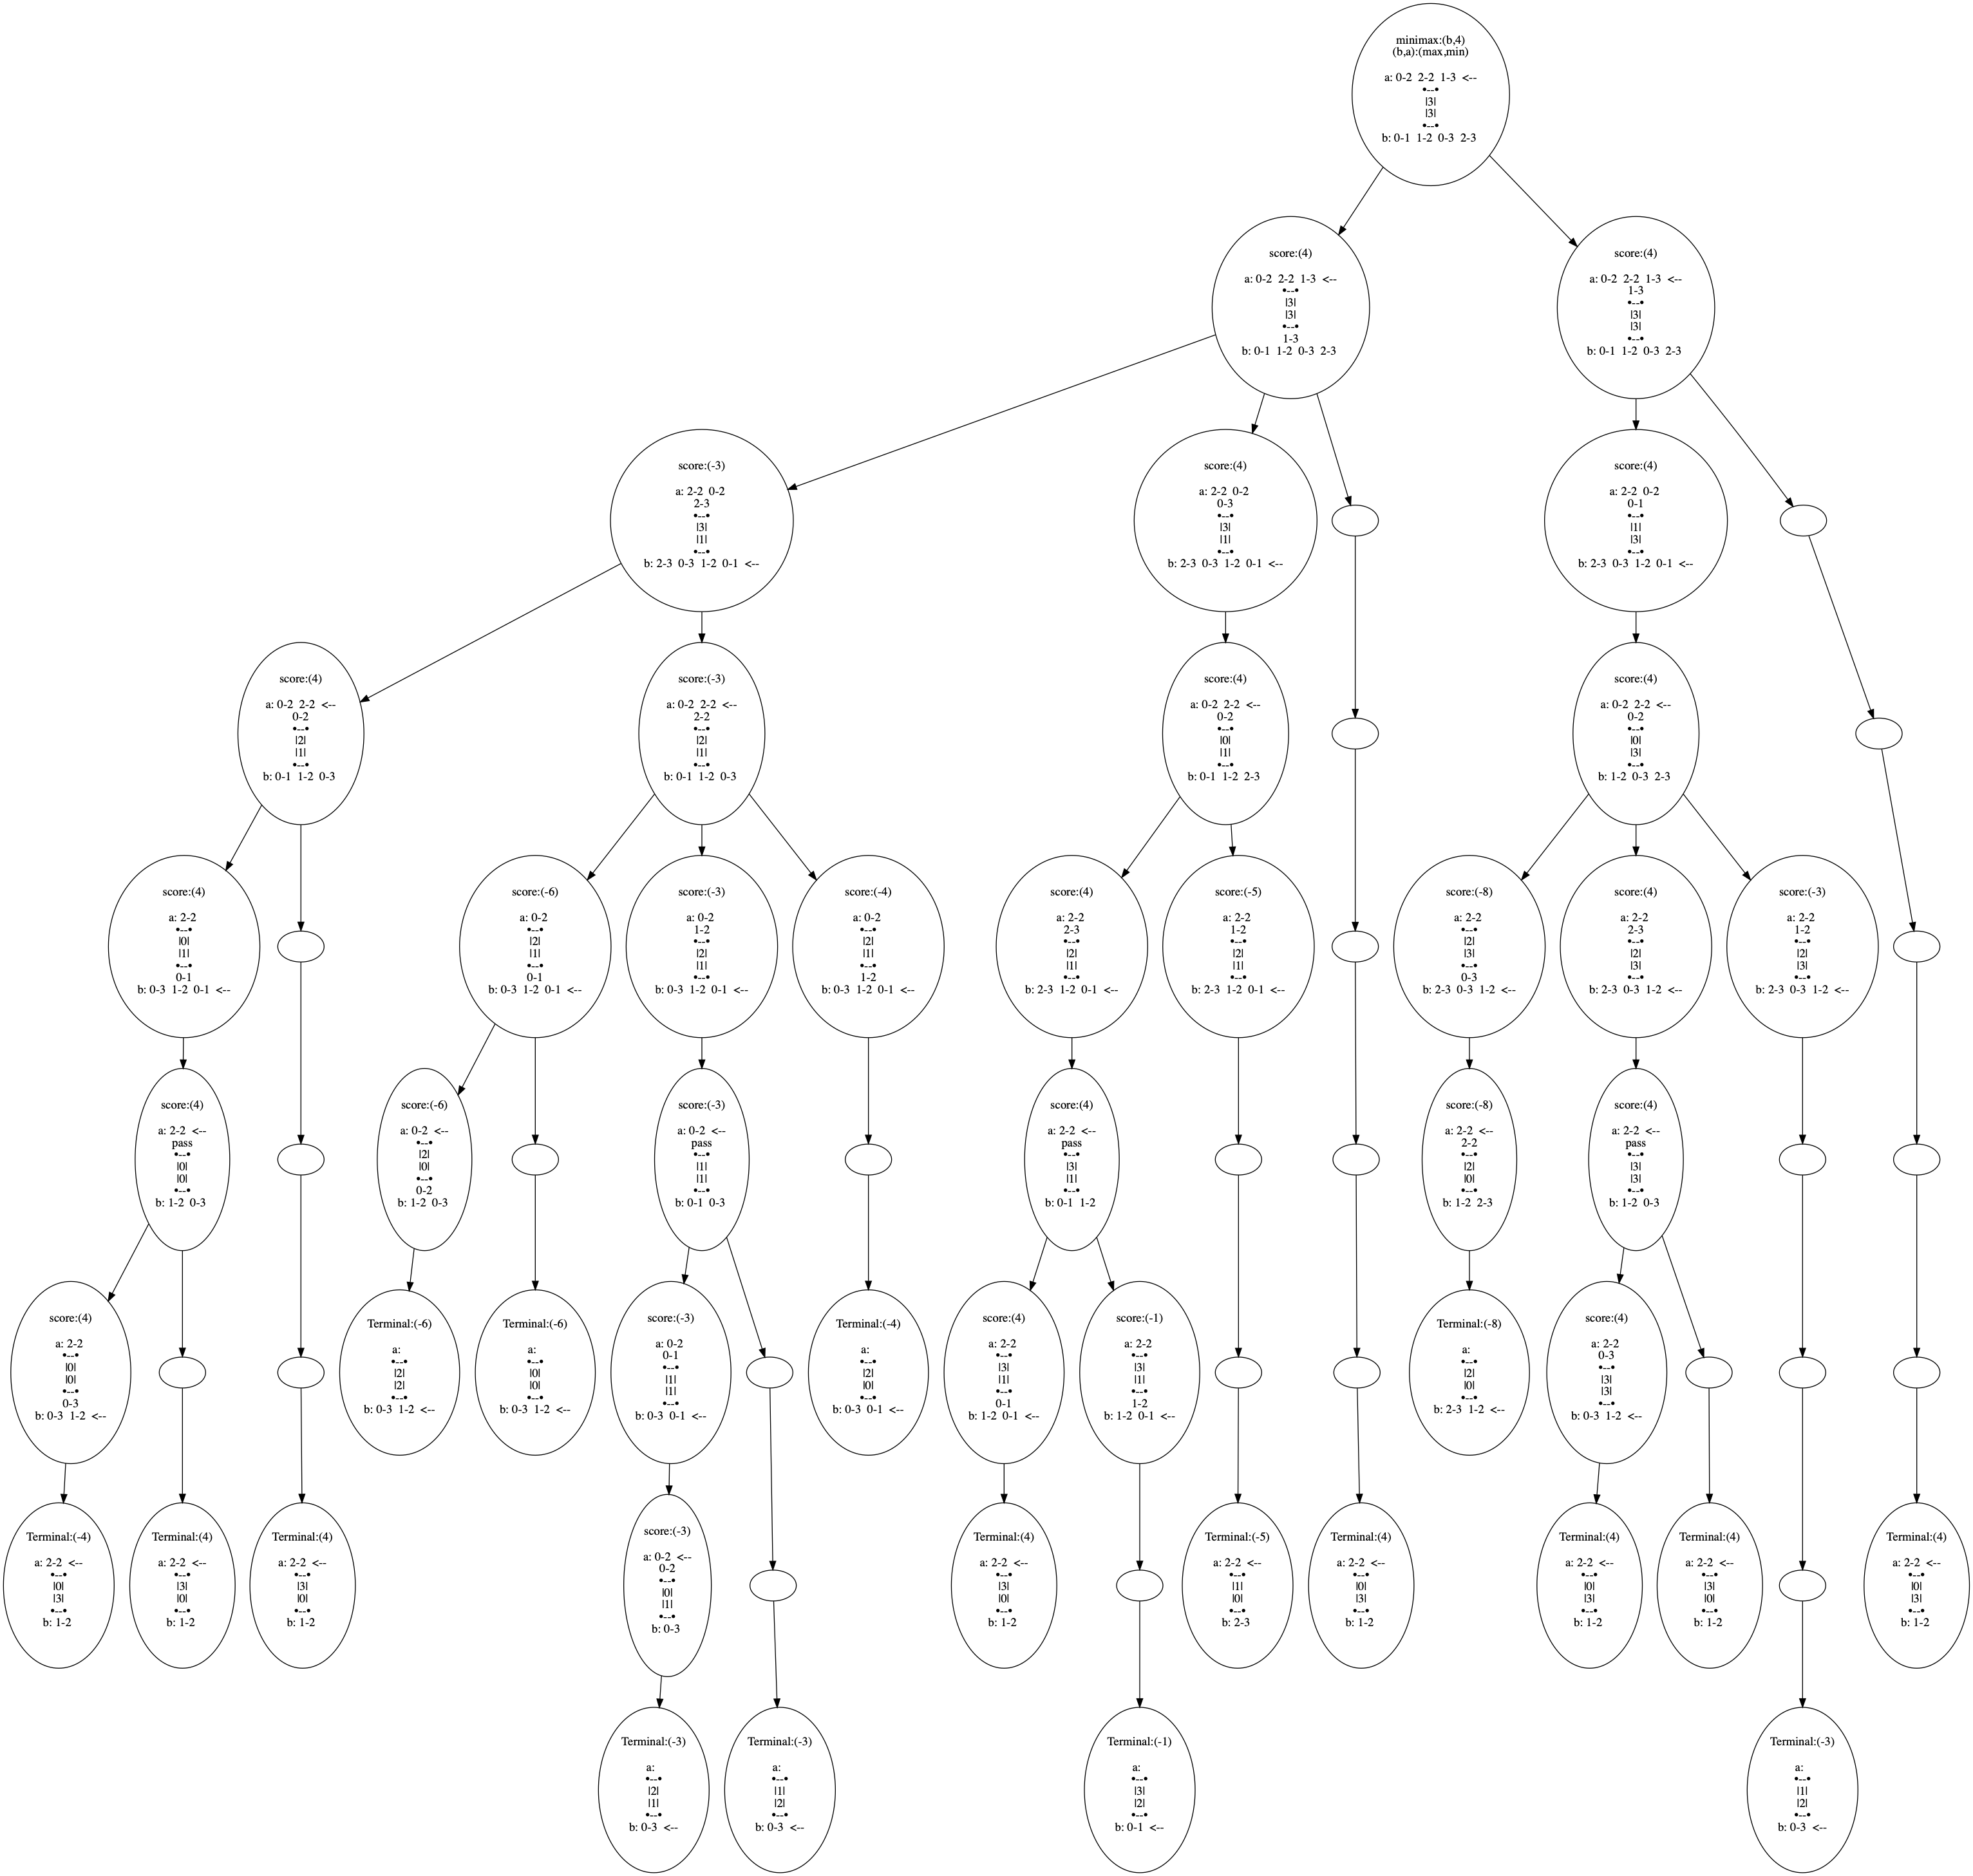 minimax:(b,4)
(b,a):(max,min)
a: 0-2 2-2 1-3 <--
•--•
|3|
|3|
•--•
b: 0-1 1-2 0-3 2-3
score:(4)
a: 0-2 2-2 1-3 <--
•--•
|3|
|3|
•--•
1-3
b: 0-1 1-2 0-3 2-3
score:(4)
a: 0-2 2-2 1-3 <--
1-3
•--•
|3|
|3|
•--•
b: 0-1 1-2 0-3 2-3
score:(-3)
a: 2-2 0-2
2-3
•--•
|3|
|1|
•--•
b: 2-3 0-3 1-2 0-1 <--
score:(4)
a: 2-2 0-2
0-3
•--•
|3|
|1|
•--•
b: 2-3 0-3 1-2 0-1 <--
score:(4)
a: 2-2 0-2
0-1
•--•
|1|
|3|
•--•
b: 2-3 0-3 1-2 0-1 <--
score:(4)
a: 0-2 2-2 <--
0-2
•--•
|2|
|1|
•--•
b: 0-1 1-2 0-3
score:(-3)
a: 0-2 2-2 <--
2-2
•--•
|2|
|1|
•--•
b: 0-1 1-2 0-3
score:(4)
a: 0-2 2-2 <--
0-2
•--•
|0|
|1|
•--•
b: 0-1 1-2 2-3
score:(4)
a: 0-2 2-2 <--
0-2
•--•
|0|
|3|
•--•
b: 1-2 0-3 2-3
score:(4)
a: 2-2
•--•
|0|
|1|
•--•
0-1
b: 0-3 1-2 0-1 <--
score:(-6)
a: 0-2
•--•
|2|
|1|
•--•
0-1
b: 0-3 1-2 0-1 <--
score:(-3)
a: 0-2
1-2
•--•
|2|
|1|
•--•
b: 0-3 1-2 0-1 <--
score:(-4)
a: 0-2
•--•
|2|
|1|
•--•
1-2
b: 0-3 1-2 0-1 <--
score:(4)
a: 2-2
2-3
•--•
|2|
|1|
•--•
b: 2-3 1-2 0-1 <--
score:(-5)
a: 2-2
1-2
•--•
|2|
|1|
•--•
b: 2-3 1-2 0-1 <--
score:(-8)
a: 2-2
•--•
|2|
|3|
•--•
0-3
b: 2-3 0-3 1-2 <--
score:(4)
a: 2-2
2-3
•--•
|2|
|3|
•--•
b: 2-3 0-3 1-2 <--
score:(-3)
a: 2-2
1-2
•--•
|2|
|3|
•--•
b: 2-3 0-3 1-2 <--
score:(4)
a: 2-2 <--
pass
•--•
|0|
|0|
•--•
b: 1-2 0-3
score:(-6)
a: 0-2 <--
•--•
|2|
|0|
•--•
0-2
b: 1-2 0-3
score:(-3)
a: 0-2 <--
pass
•--•
|1|
|1|
•--•
b: 0-1 0-3
score:(4)
a: 2-2 <--
pass
•--•
|3|
|1|
•--•
b: 0-1 1-2
score:(-8)
a: 2-2 <--
2-2
•--•
|2|
|0|
•--•
b: 1-2 2-3
score:(4)
a: 2-2 <--
pass
•--•
|3|
|3|
•--•
b: 1-2 0-3
score:(4)
a: 2-2
•--•
|0|
|0|
•--•
0-3
b: 0-3 1-2 <--
Terminal:(-6)
a:
•--•
|2|
|2|
•--•
b: 0-3 1-2 <--
Terminal:(-6)
a:
•--•
|0|
|0|
•--•
b: 0-3 1-2 <--
score:(-3)
a: 0-2
0-1
•--•
|1|
|1|
•--•
b: 0-3 0-1 <--
Terminal:(-4)
a:
•--•
|2|
|0|
•--•
b: 0-3 0-1 <--
score:(4)
a: 2-2
•--•
|3|
|1|
•--•
0-1
b: 1-2 0-1 <--
score:(-1)
a: 2-2
•--•
|3|
|1|
•--•
1-2
b: 1-2 0-1 <--
Terminal:(-8)
a:
•--•
|2|
|0|
•--•
b: 2-3 1-2 <--
score:(4)
a: 2-2
0-3
•--•
|3|
|3|
•--•
b: 0-3 1-2 <--
Terminal:(-4)
a: 2-2 <--
•--•
|0|
|3|
•--•
b: 1-2
Terminal:(4)
a: 2-2 <--
•--•
|3|
|0|
•--•
b: 1-2
Terminal:(4)
a: 2-2 <--
•--•
|3|
|0|
•--•
b: 1-2
score:(-3)
a: 0-2 <--
0-2
•--•
|0|
|1|
•--•
b: 0-3
Terminal:(4)
a: 2-2 <--
•--•
|3|
|0|
•--•
b: 1-2
Terminal:(-5)
a: 2-2 <--
•--•
|1|
|0|
•--•
b: 2-3
Terminal:(4)
a: 2-2 <--
•--•
|0|
|3|
•--•
b: 1-2
Terminal:(4)
a: 2-2 <--
•--•
|0|
|3|
•--•
b: 1-2
Terminal:(4)
a: 2-2 <--
•--•
|3|
|0|
•--•
b: 1-2
Terminal:(4)
a: 2-2 <--
•--•
|0|
|3|
•--•
b: 1-2
Terminal:(-3)
a:
•--•
|2|
|1|
•--•
b: 0-3 <--
Terminal:(-3)
a:
•--•
|1|
|2|
•--•
b: 0-3 <--
Terminal:(-1)
a:
•--•
|3|
|2|
•--•
b: 0-1 <--
Terminal:(-3)
a:
•--•
|1|
|2|
•--•
b: 0-3 <--